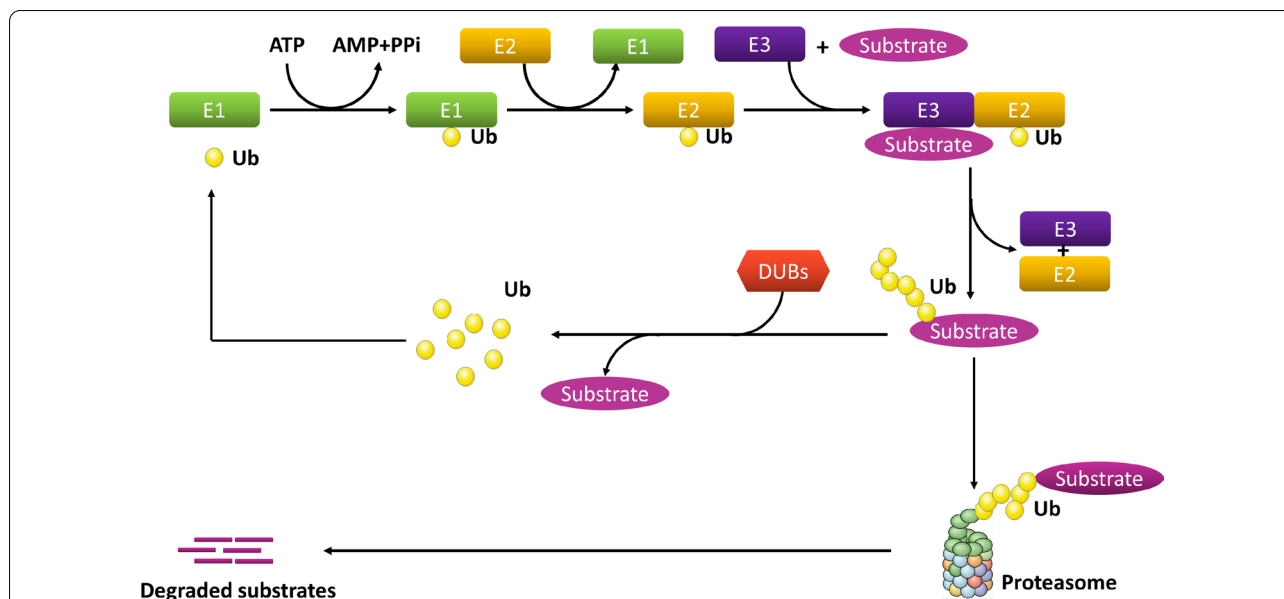 ATP
AMP+PPi
E2
E1
E3
+
Substrate
E1
E1
E2
E3
E2
Ub
Ub
Ub
Substrate
Ub
E3
+
E2
DUBs
Ub
Ub
Substrate
Substrate
Substrate
Ub
Proteasome
Degraded substrates